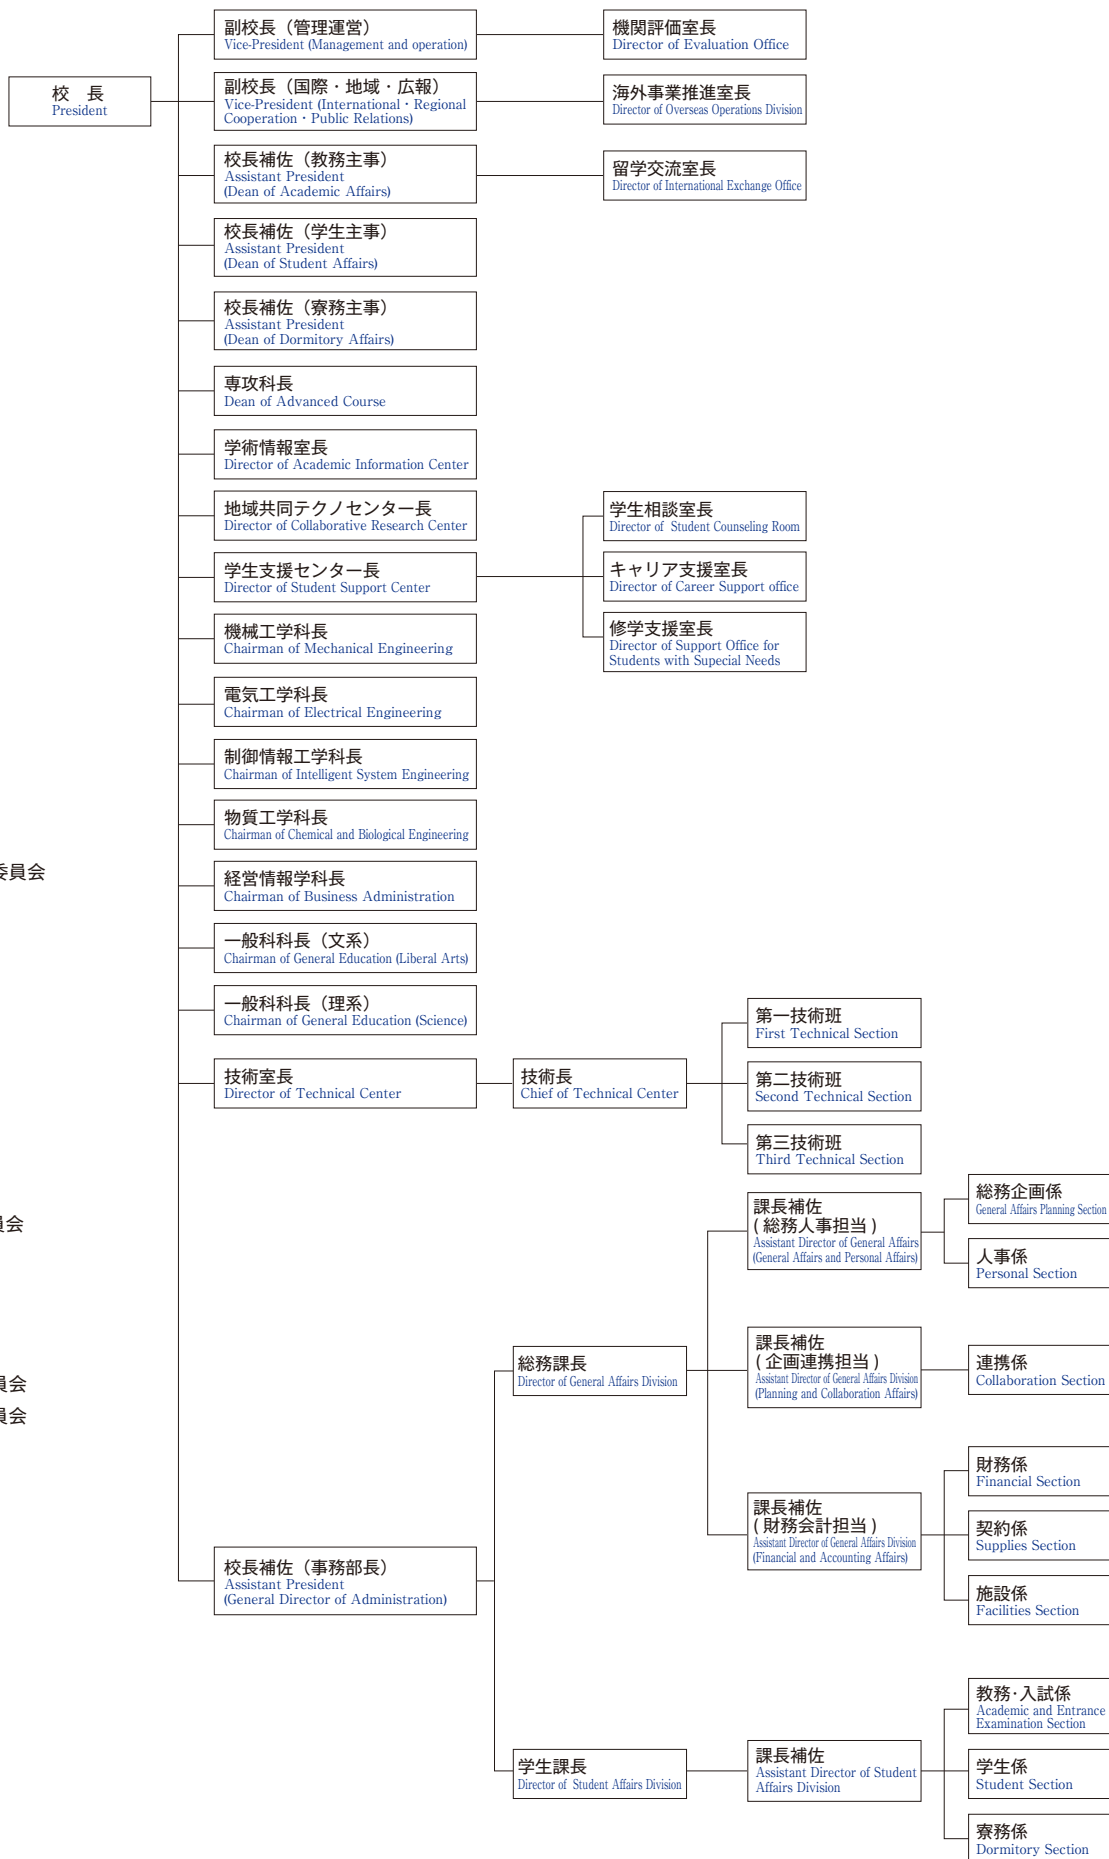 校　長
President
副校長（管理運営）
Vice-President (Management and operation)
機関評価室長
Director of Evaluation Office
副校長（国際・地域・広報）
Vice-President (International・Regional
Cooperation・Public Relations)
海外事業推進室長
Director of Overseas Operations Division
校長補佐（教務主事）
Assistant President
(Dean of Academic Affairs)
留学交流室長
Director of International Exchange Office
校長補佐（学生主事）
Assistant President
(Dean of Student Affairs)
校長補佐（寮務主事）
Assistant President
(Dean of Dormitory Affairs)
専攻科長
Dean of Advanced Course
学術情報室長
Director of Academic Information Center
地域共同テクノセンター長
Director of Collaborative Research Center
学生支援センター長
Director of Student Support Center
学生相談室長
Director of Student Counseling Room
キャリア支援室長
Director of Career Support office
修学支援室長
Director of Support Office for
Students with Supecial Needs
機械工学科長
Chairman of Mechanical Engineering
電気工学科長
Chairman of Electrical Engineering
制御情報工学科長
Chairman of Intelligent System Engineering
物質工学科長
Chairman of Chemical and Biological Engineering
委員会
経営情報学科長
Chairman of Business Administration
一般科科長（文系）
Chairman of General Education (Liberal Arts)
一般科科長（理系）
Chairman of General Education (Science)
技術室長
Director of Technical Center
技術長
Chief of Technical Center
第一技術班
First Technical Section
第二技術班
Second Technical Section
第三技術班
Third Technical Section
員会
員会
員会
校長補佐（事務部長）
Assistant President
(General Director of Administration)
総務課長
Director of General Affairs Division
課長補佐
( 総務人事担当 )
Assistant Director of General Affairs
(General Affairs and Personal Affairs)
総務企画係
General Affairs Planning Section
人事係
Personal Section
課長補佐
( 企画連携担当 )
Assistant Director of General Affairs Division
(Planning and Collaboration Affairs)
連携係
Collaboration Section
課長補佐
( 財務会計担当 )
Assistant Director of General Affairs Division
(Financial and Accounting Affairs)
財務係
Financial Section
契約係
Supplies Section
施設係
Facilities Section
学生課長
Director of Student Affairs Division
課長補佐
Assistant Director of Student
Affairs Division
教務・入試係
Academic and Entrance
Examination Section
学生係
Student Section
寮務係
Dormitory Section